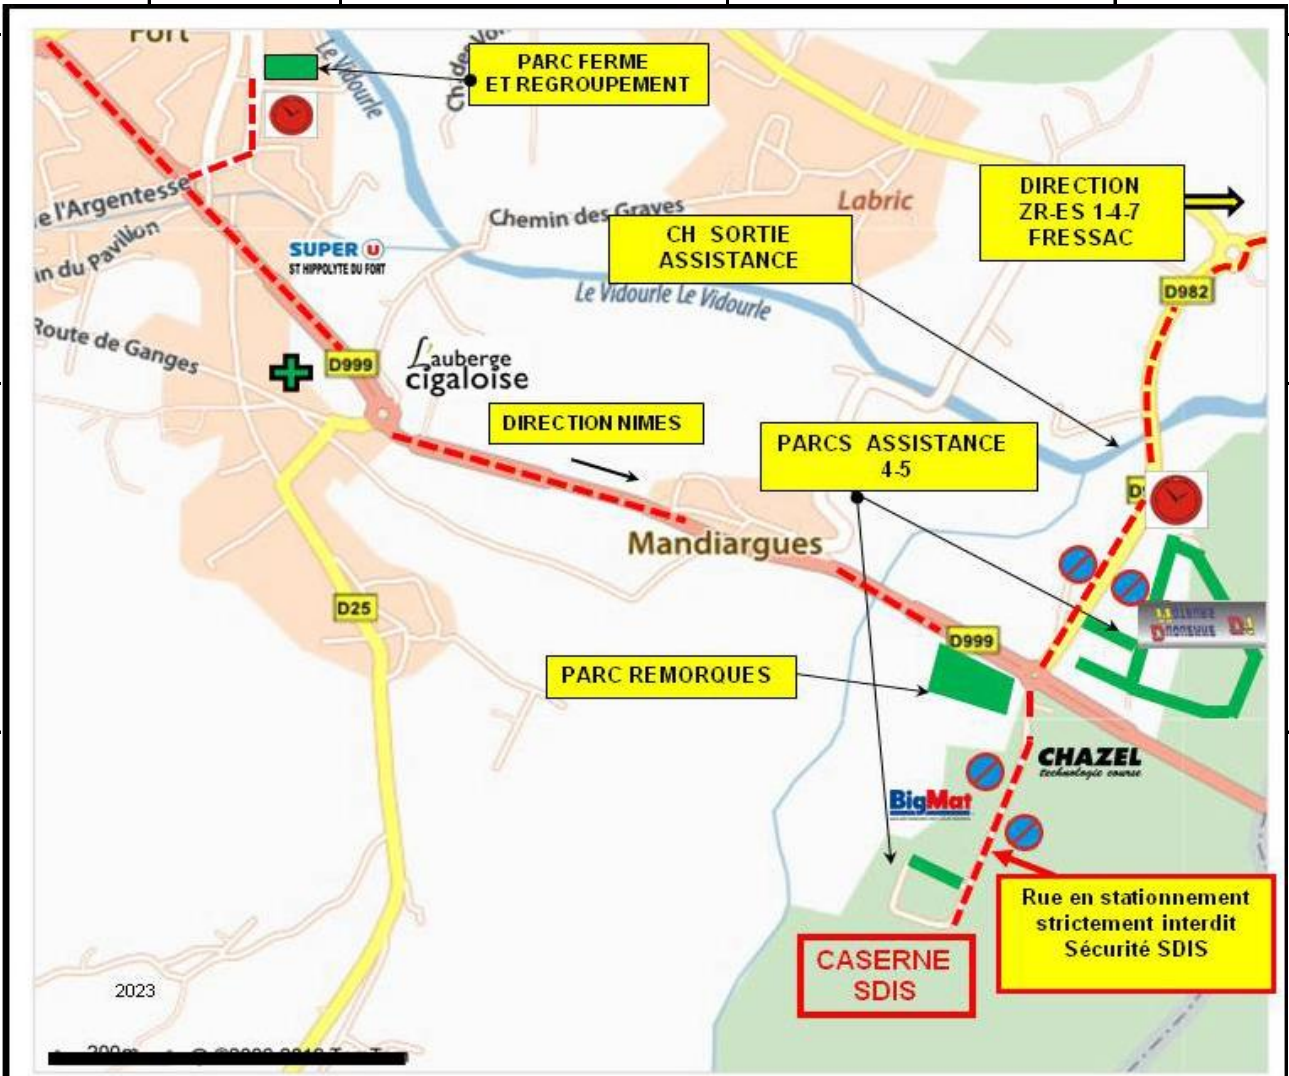 Fort
Le Vidourle
Ch. des
PARC FERME
ET REGROUPEMENT
e l'Argentesse
in du Pavillon
Route de Ganges
SUPER U
ST HIPPOLYTE DU FORT
Chemin des Graves
Labric
DIRECTION
ZR-ES 1-4-7
FRESSAC
CH SORTIE
ASSISTANCE
Le Vidourle Le Vidourle
D982
D999
L'auberge
cigaloise
DIRECTION NIMES
PARCS ASSISTANCE
4-5
Mandiargues
D25
D999
PARC REMORQUES
CHAZEL
technologie course
BigMat
Rue en stationnement
strictement interdit
Sécurité SDIS
CASERNE
SDIS
2023